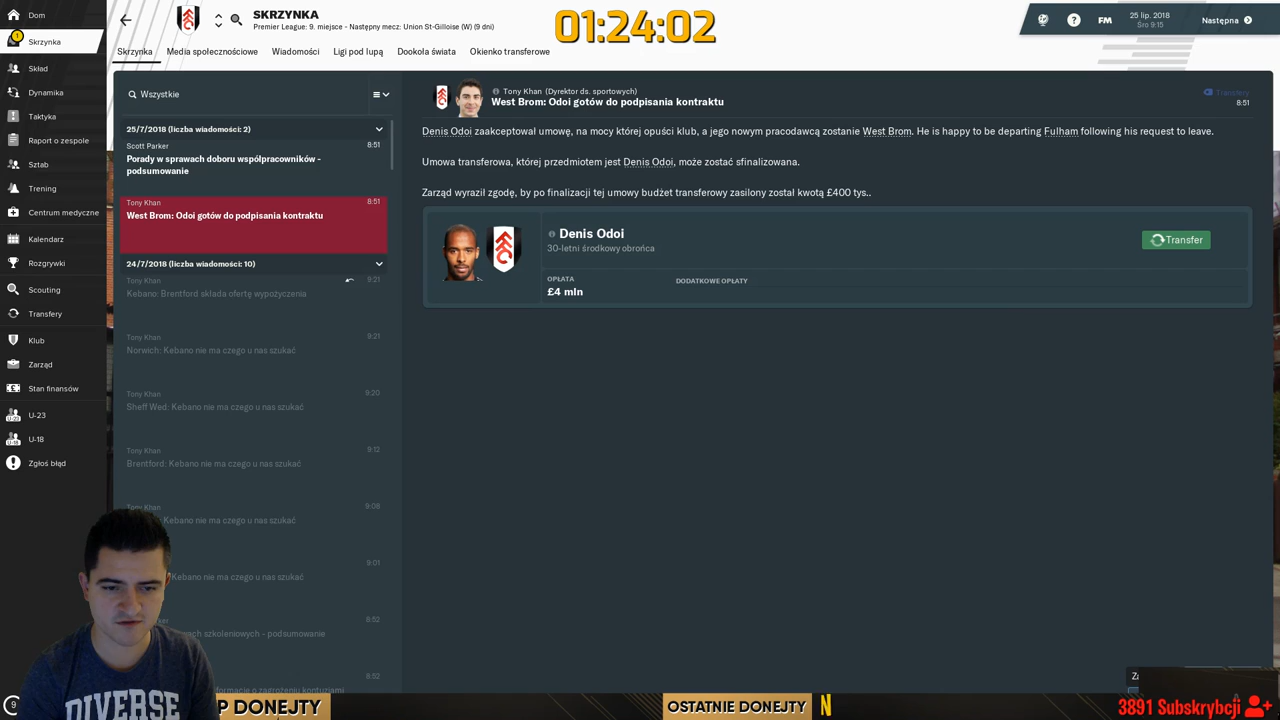 Dom
1
Skrzynka
Skład
Dynamika
Taktyka
Raport o zespole
Sztab
Trening
Centrum medyczne
Kalendarz
Rozgrywki
Scouting
Transfery
Klub
Zarząd
Stan finansów
U-23
U-18
Zgłoś błąd
9
SKRZYNKA
Premier League: 9. miejsce - Następny mecz: Union St-Gilloise (W) (9 dni)
01:24:02
?
FM
25 lip. 2018
Śro 9:15
Następna
Skrzynka
Media społecznościowe
Wiadomości
Ligi pod lupą
Dookoła świata
Okienko transferowe
Wszystkie
25/7/2018 (liczba wiadomości: 2)
Scott Parker 8:51
Porady w sprawach doboru współpracowników -
podsumowanie
Tony Khan 8:51
West Brom: Odoi gotów do podpisania kontraktu
24/7/2018 (liczba wiadomości: 10)
Tony Khan 9:21
Kebano: Brentford składa ofertę wypożyczenia
Tony Khan 9:21
Norwich: Kebano nie ma czego u nas szukać
Tony Khan 9:20
Sheff Wed: Kebano nie ma czego u nas szukać
Tony Khan 9:12
Brentford: Kebano nie ma czego u nas szukać
Tony Khan 9:08
Kebano nie ma czego u nas szukać
9:01
Kebano nie ma czego u nas szukać
8:52
szkoleniowych - podsumowanie
8:52
o zagrożeniu kontuzjami
Tony Khan (Dyrektor ds. sportowych)
West Brom: Odoi gotów do podpisania kontraktu
Transfery
8:51
Denis Odoi zaakceptował umowę, na mocy której opuści klub, a jego nowym pracodawcą zostanie West Brom. He is happy to be departing Fulham following his request to leave.
Umowa transferowa, której przedmiotem jest Denis Odoi, może zostać sfinalizowana.
Zarząd wyraził zgodę, by po finalizacji tej umowy budżet transferowy zasilony został kwotą £400 tys..
Denis Odoi
30-letni środkowy obrońca
Transfer
OPŁATA
£4 mln
DODATKOWE OPŁATY
P DONEJTY
OSTATNIE DONEJTY
N
3891 Subskrybcji
DIVERSE